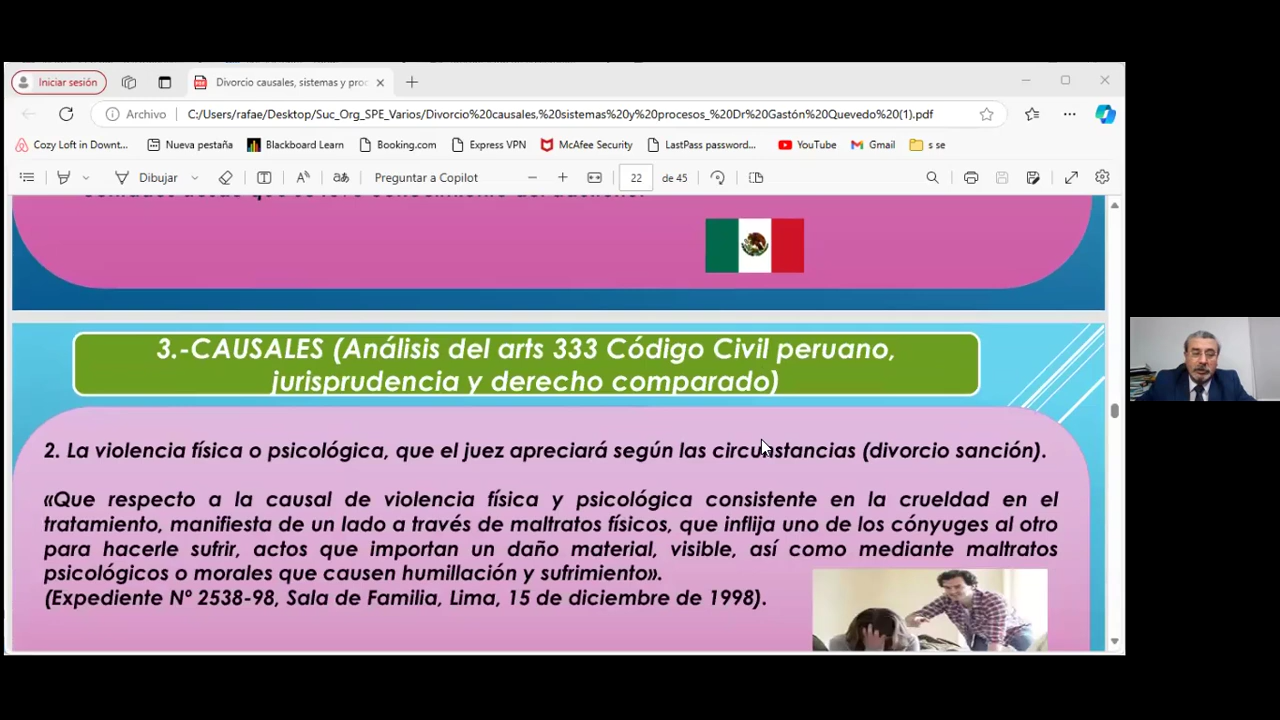 Iniciar sesión
Divorcio causales, sistemas y proc
Archivo C:/Users/rafae/Desktop/Suc_Org_SPE_Varios/Divorcio%20causales,%20sistemas%20y%20procesos_%20Dr%20Gastón%20Quevedo%20(1).pdf
Cozy Loft in Downt... Nueva pestaña Blackboard Learn Booking.com Express VPN McAfee Security LastPass password... YouTube Gmail s se
Dibujar Preguntar a Copilot 22 de 45
3.-CAUSALES (Análisis del arts 333 Código Civil peruano,
jurisprudencia y derecho comparado)
2. La violencia física o psicológica, que el juez apreciará según las circunstancias (divorcio sanción).
«Que respecto a la causal de violencia física y psicológica consistente en la crueldad en el
tratamiento, manifiesta de un lado a través de maltratos físicos, que inflija uno de los cónyuges al otro
para hacerle sufrir, actos que importan un daño material, visible, así como mediante maltratos
psicológicos o morales que causen humillación y sufrimiento».
(Expediente Nº 2538-98, Sala de Familia, Lima, 15 de diciembre de 1998).